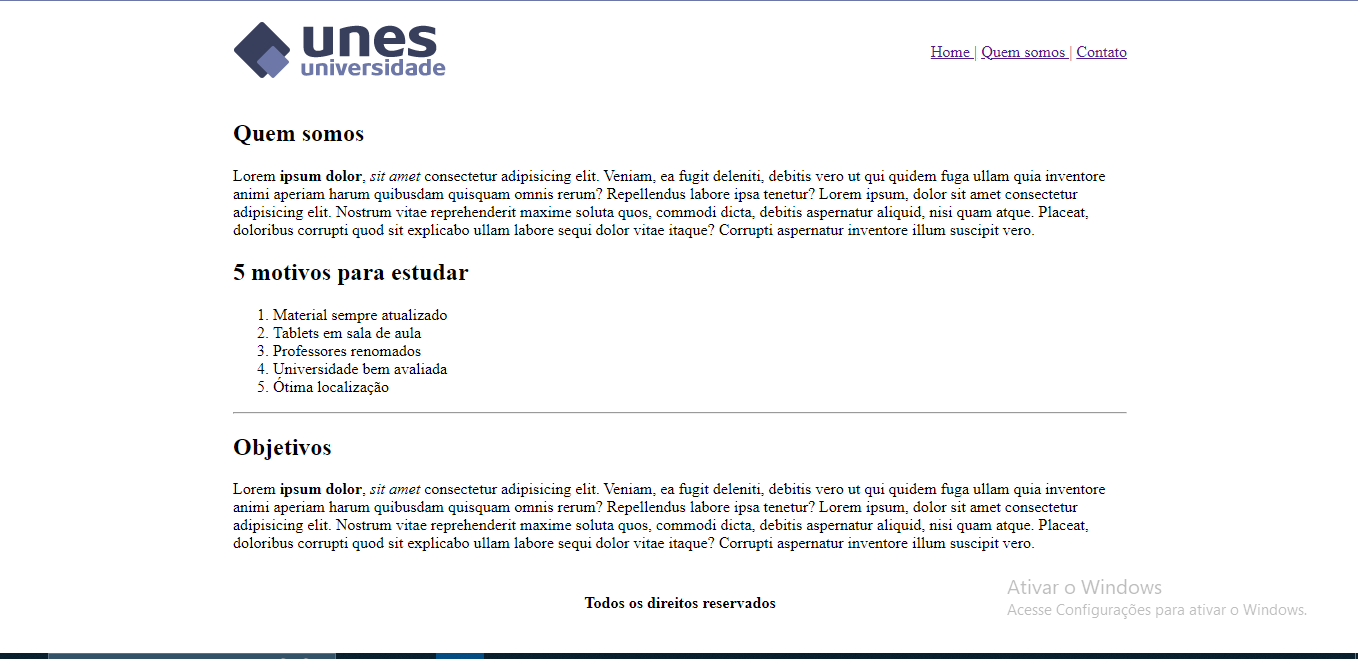 unes
universidade
Home | Quem somos | Contato
Quem somos
Lorem ipsum dolor, sit amet consectetur adipisicing elit. Veniam, ea fugit deleniti, debitis vero ut qui quidem fuga ullam quia inventore
animi aperiam harum quibusdam quisquam omnis rerum? Repellendus labore ipsa tenetur? Lorem ipsum, dolor sit amet consectetur
adipisicing elit. Nostrum vitae reprehenderit maxime soluta quos, commodi dicta, debitis aspernatur aliquid, nisi quam atque. Placeat,
doloribus corrupti quod sit explicabo ullam labore sequi dolor vitae itaque? Corrupti aspernatur inventore illum suscipit vero.
5 motivos para estudar
1. Material sempre atualizado
2. Tablets em sala de aula
3. Professores renomados
4. Universidade bem avaliada
5. Ótima localização
Objetivos
Lorem ipsum dolor, sit amet consectetur adipisicing elit. Veniam, ea fugit deleniti, debitis vero ut qui quidem fuga ullam quia inventore
animi aperiam harum quibusdam quisquam omnis rerum? Repellendus labore ipsa tenetur? Lorem ipsum, dolor sit amet consectetur
adipisicing elit. Nostrum vitae reprehenderit maxime soluta quos, commodi dicta, debitis aspernatur aliquid, nisi quam atque. Placeat,
doloribus corrupti quod sit explicabo ullam labore sequi dolor vitae itaque? Corrupti aspernatur inventore illum suscipit vero.
Todos os direitos reservados
Ativar o Windows
Acesse Configurações para ativar o Windows.